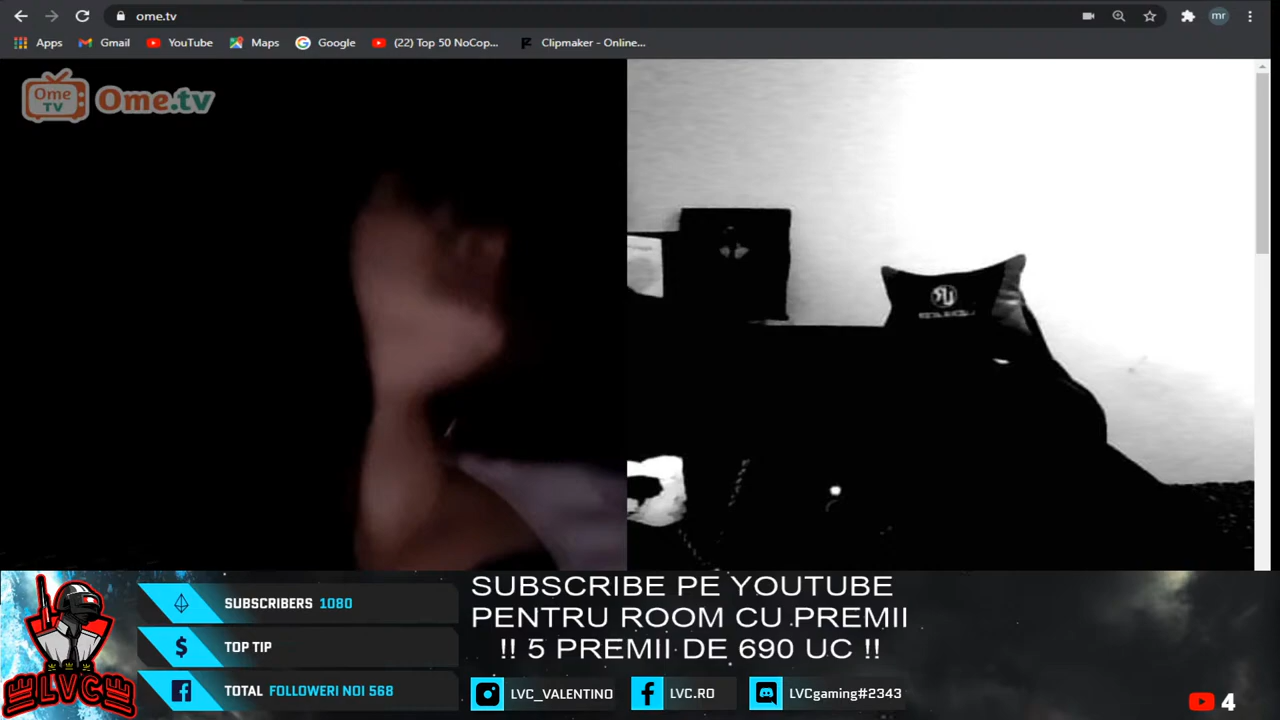 ome.tv
mr
Apps
Gmail
YouTube
Maps
Google
(22) Top 50 NoCop...
Clipmaker - Online...
Ome TV
Ome.tv
SUBSCRIBERS 1080
TOP TIP
TOTAL FOLLOWERI NOI 568
SUBSCRIBE PE YOUTUBE
PENTRU ROOM CU PREMII
!! 5 PREMII DE 690 UC !!
LVC
LVC_VALENTINO
LVC.RO
LVCgaming#2343
4